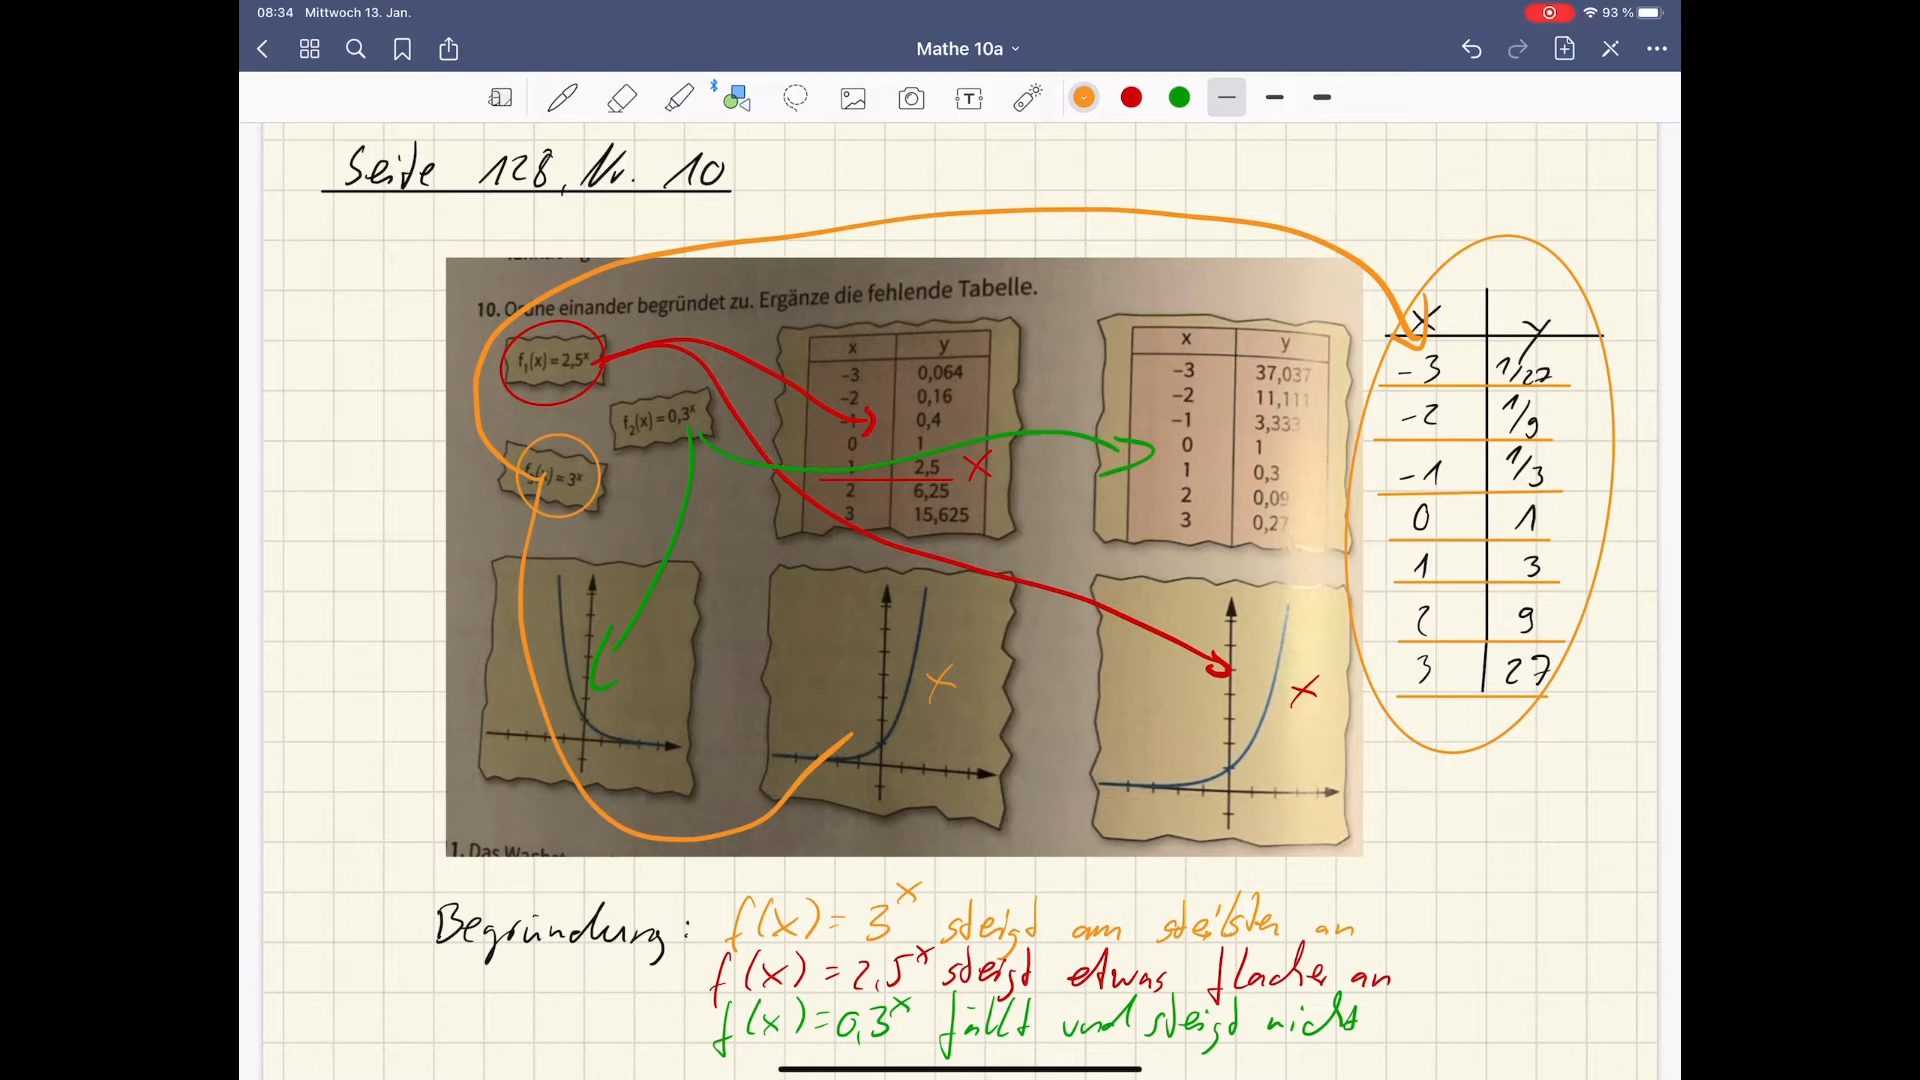 08:34 Mittwoch 13. Jan.
93 %
Mathe 10a
T
Seite 128, Nr. 10
10. Ordne einander begründet zu. Ergänze die fehlende Tabelle.
f₁(x) = 2,5ˣ
f₂(x) = 0,3ˣ
f₃(x) = 3ˣ
x y
-3 0,064
-2 0,16
-1 0,4
0 1
1 2,5 x
2 6,25
3 15,625
x y
-3 37,037
-2 11,111
-1 3,333
0 1
1 0,3
2 0,09
3 0,27
x y
-3 1/27
-2 1/9
-1 1/3
0 1
1 3
2 9
3 27
x
x
1. Das
Begründung: f(x) = 3ˣ steigt am steilsten an
f(x) = 2,5ˣ steigt etwas flacher an
f(x) = 0,3ˣ fällt und steigt nicht